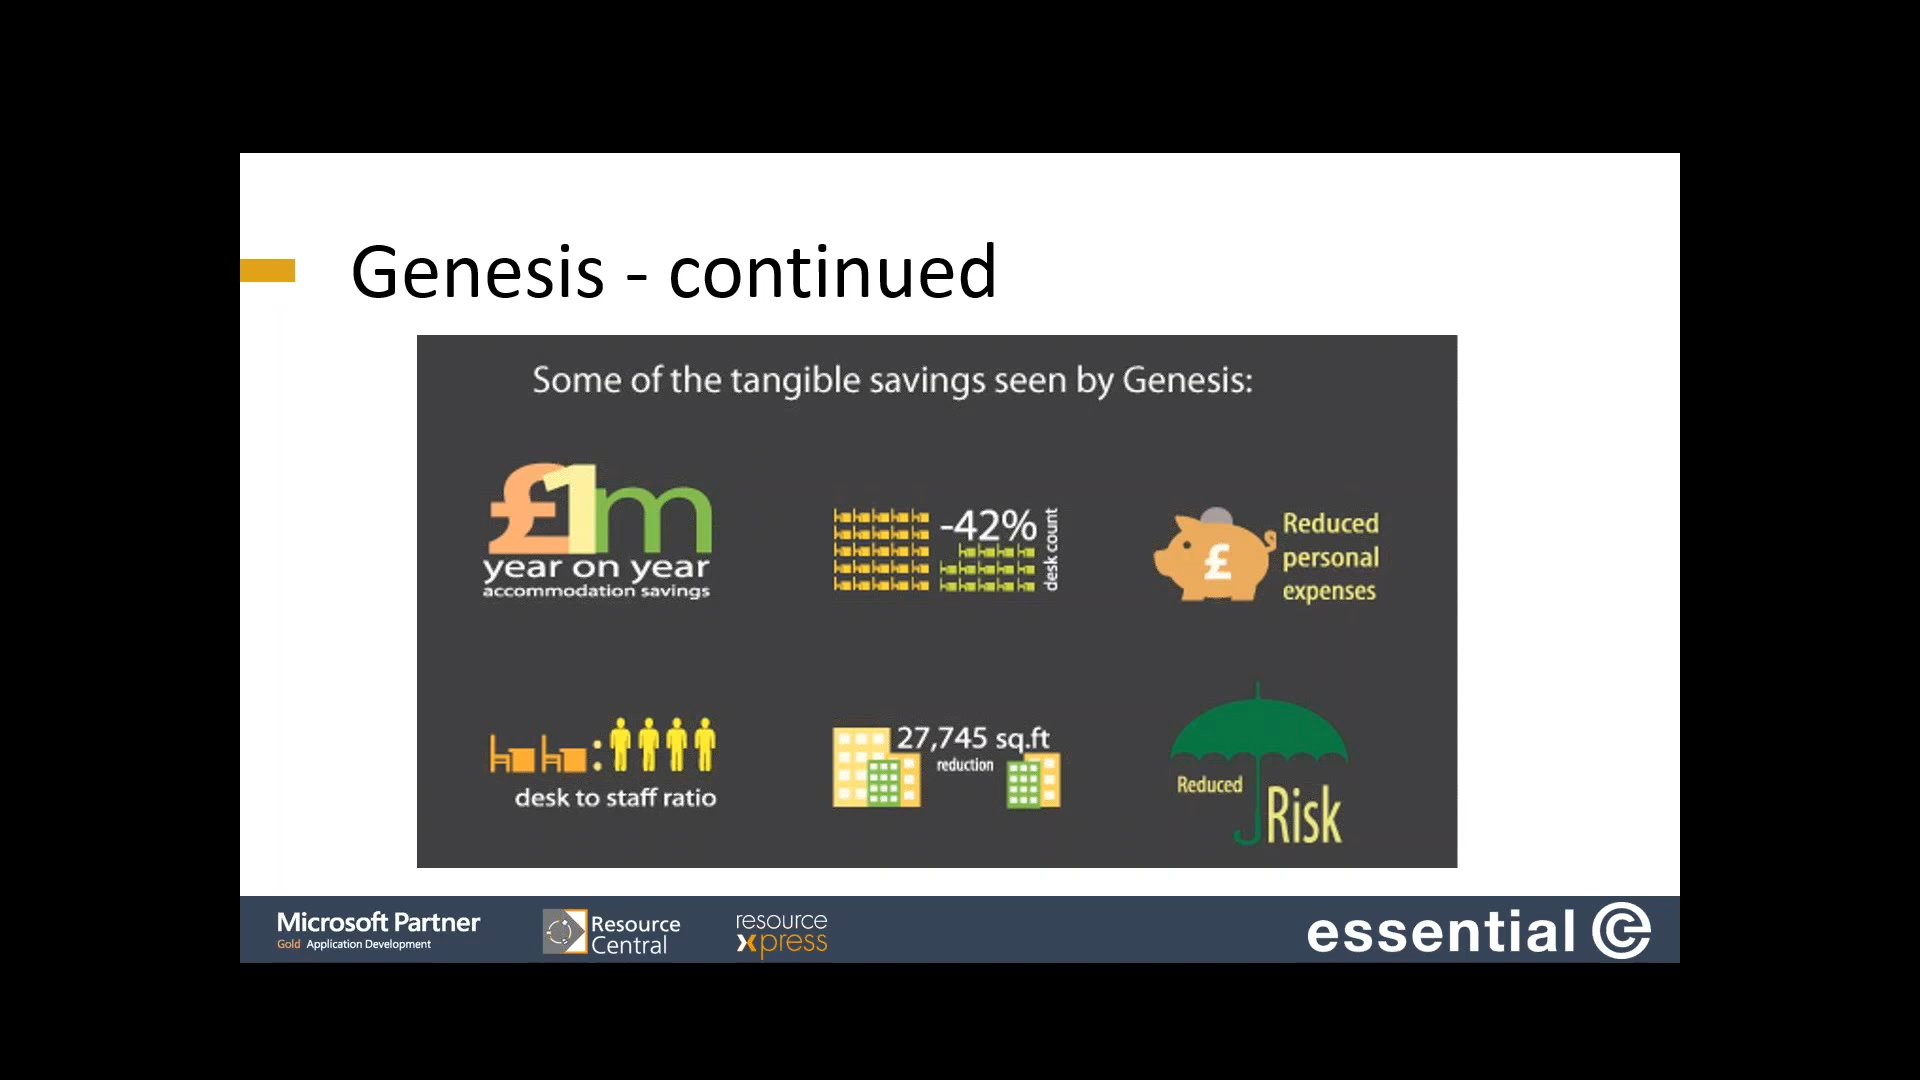 Genesis - continued
Some of the tangible savings seen by Genesis:
£1m
year on year
accommodation savings
-42%
desk count
£
Reduced
personal
expenses
:
desk to staff ratio
27,745 sq.ft
reduction
Reduced
Risk
Microsoft Partner
Gold Application Development
Resource
Central
resource
xpress
essential